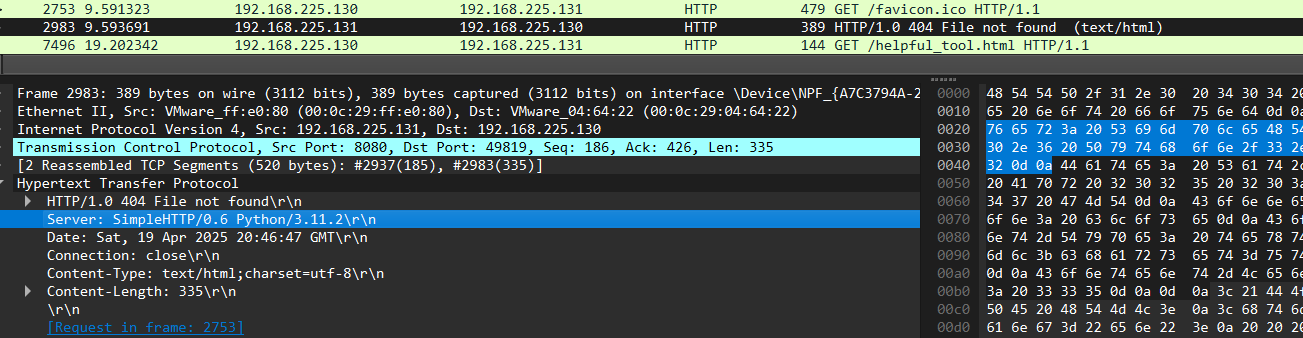 2753 9.591323 192.168.225.130 192.168.225.131 HTTP 479 GET /favicon.ico HTTP/1.1
2983 9.593691 192.168.225.131 192.168.225.130 HTTP 389 HTTP/1.0 404 File not found (text/html)
7496 19.202342 192.168.225.130 192.168.225.131 HTTP 144 GET /helpful_tool.html HTTP/1.1
Frame 2983: 389 bytes on wire (3112 bits), 389 bytes captured (3112 bits) on interface \Device\NPF_{A7C3794A-2
Ethernet II, Src: VMware_ff:e0:80 (00:0c:29:ff:e0:80), Dst: VMware_04:64:22 (00:0c:29:04:64:22)
Internet Protocol Version 4, Src: 192.168.225.131, Dst: 192.168.225.130
Transmission Control Protocol, Src Port: 8080, Dst Port: 49819, Seq: 186, Ack: 426, Len: 335
[2 Reassembled TCP Segments (520 bytes): #2937(185), #2983(335)]
Hypertext Transfer Protocol
HTTP/1.0 404 File not found\r\n
Server: SimpleHTTP/0.6 Python/3.11.2\r\n
Date: Sat, 19 Apr 2025 20:46:47 GMT\r\n
Connection: close\r\n
Content-Type: text/html;charset=utf-8\r\n
Content-Length: 335\r\n
\r\n
[Request in frame: 2753]
0000 48 54 54 50 2f 31 2e 30 20 34 30 34 20
0010 65 20 6e 6f 74 20 66 6f 75 6e 64 0d 0a
0020 76 65 72 3a 20 53 69 6d 70 6c 65 48 54
0030 30 2e 36 20 50 79 74 68 6f 6e 2f 33 2e
0040 32 0d 0a 44 61 74 65 3a 20 53 61 74 2c
0050 20 41 70 72 20 32 30 32 35 20 32 30 3a
0060 34 37 20 47 4d 54 0d 0a 43 6f 6e 6e 65
0070 6f 6e 3a 20 63 6c 6f 73 65 0d 0a 43 6f
0080 6e 74 2d 54 79 70 65 3a 20 74 65 78 74
0090 6d 6c 3b 63 68 61 72 73 65 74 3d 75 74
00a0 0d 0a 43 6f 6e 74 65 6e 74 2d 4c 65 6e
00b0 3a 20 33 33 35 0d 0a 0d 0a 3c 21 44 4f
00c0 50 45 20 48 54 4d 4c 3e 0a 3c 68 74 6d
00d0 61 6e 67 3d 22 65 6e 22 3e 0a 20 20 20